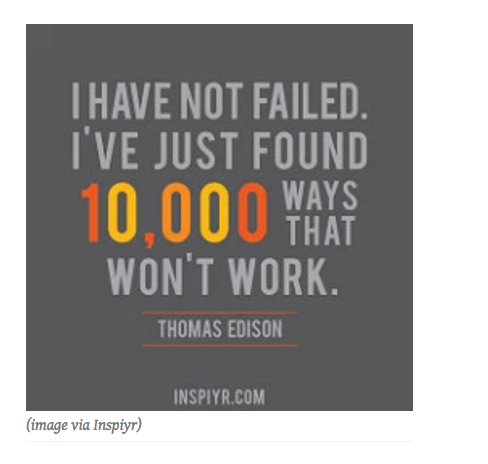 I HAVE NOT FAILED.
I'VE JUST FOUND
10,000 WAYS THAT
WON'T WORK.
THOMAS EDISON
INSPIYR.COM
(image via Inspiyr)